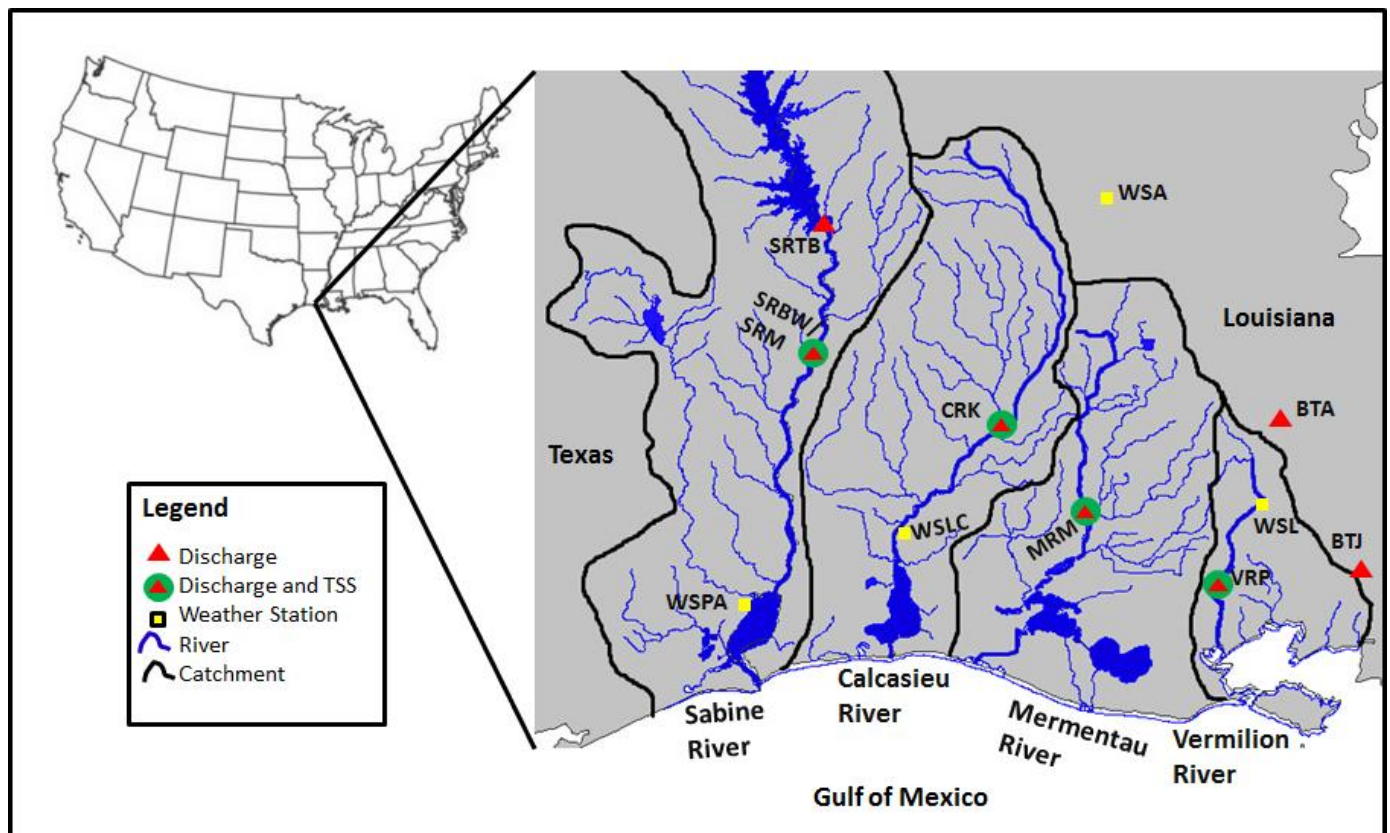 WSA
SRTB
SRBW/
SRM
Louisiana
CRK
BTA
Texas
Legend
Discharge
Discharge and TSS
Weather Station
River
Catchment
WSLC
MRM
WSL
BTJ
VRP
WSPA
Sabine
River
Calcasieu
River
Mermentau
River
Vermilion
River
Gulf of Mexico